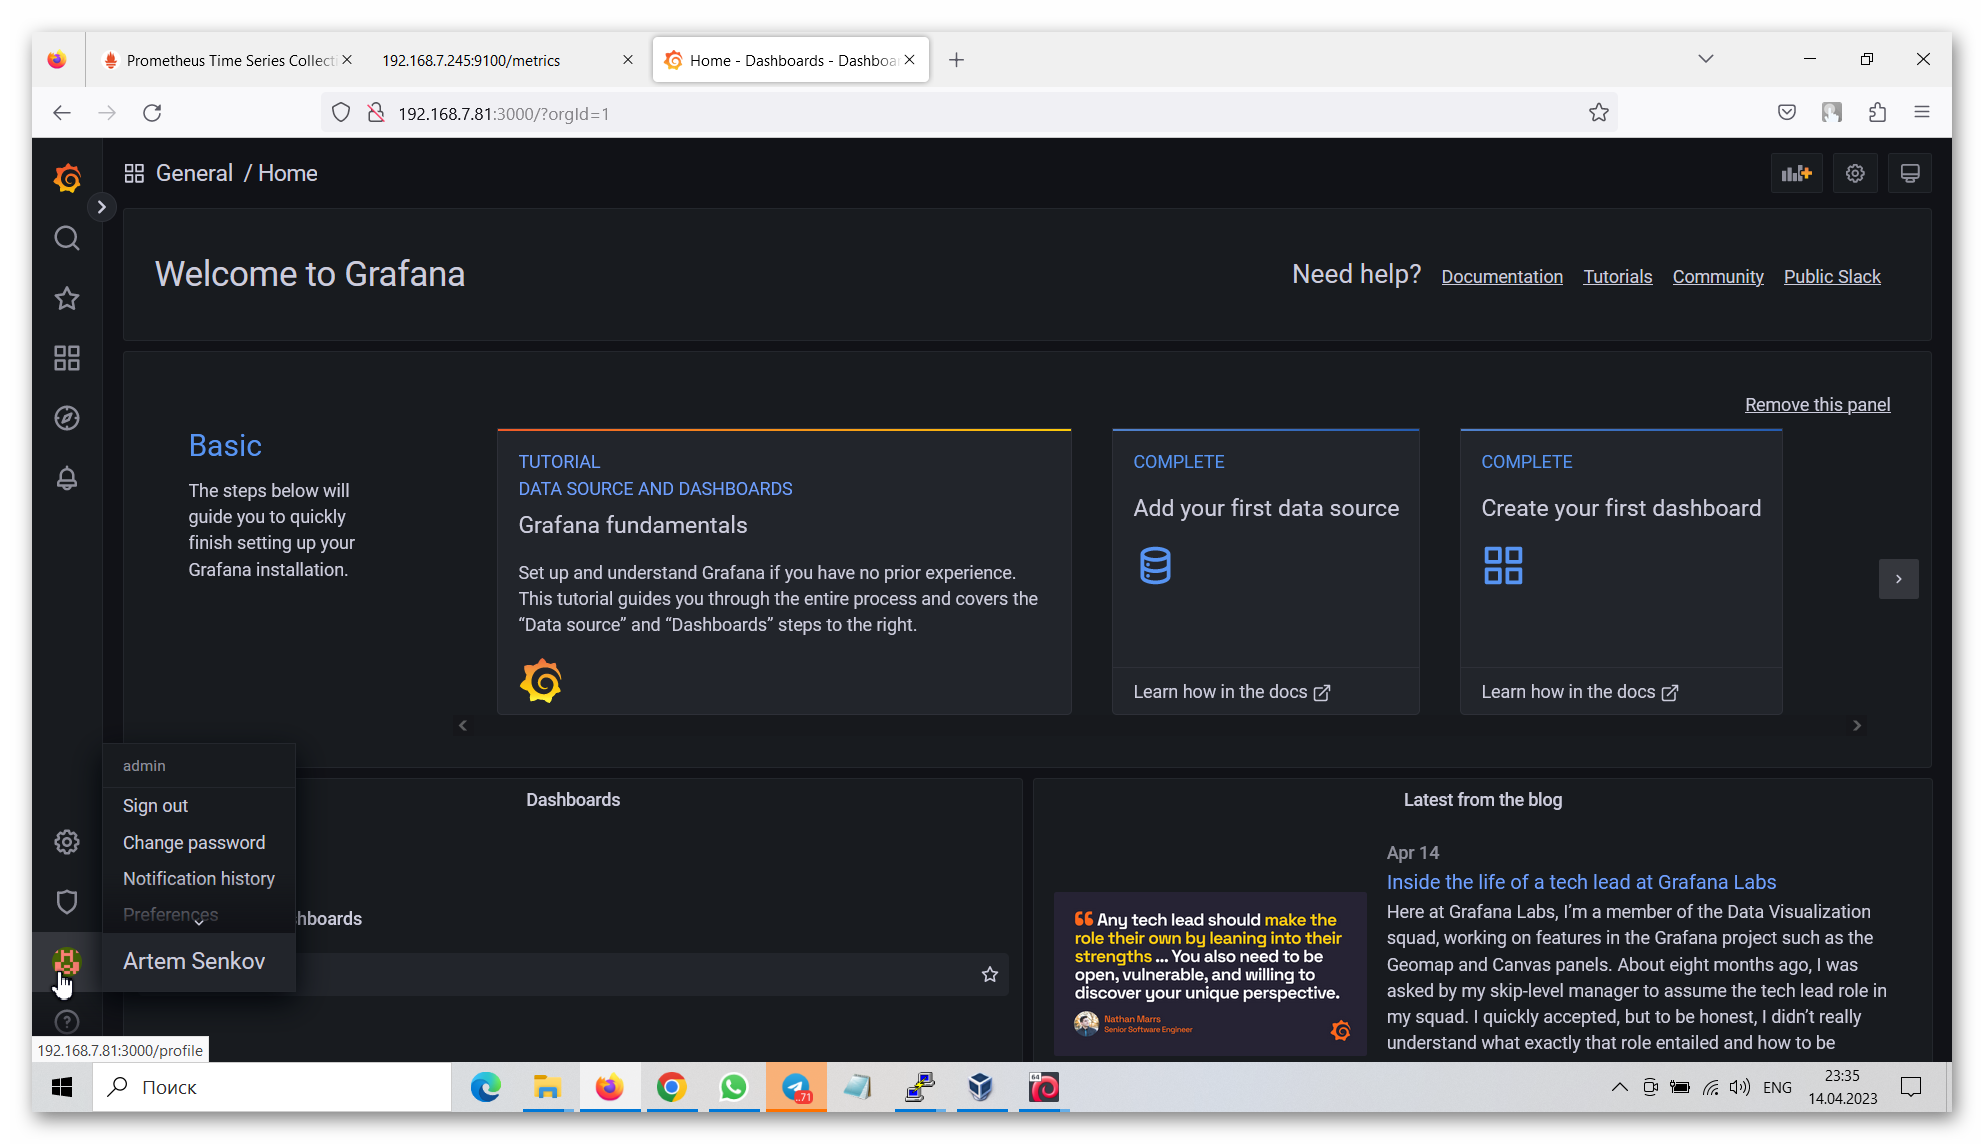 Prometheus Time Series Collecti
192.168.7.245:9100/metrics
Home - Dashboards - Dashboar
192.168.7.81:3000/?orgId=1
General / Home
Welcome to Grafana
Need help? Documentation Tutorials Community Public Slack
Remove this panel
Basic
The steps below will
guide you to quickly
finish setting up your
Grafana installation.
TUTORIAL
DATA SOURCE AND DASHBOARDS
Grafana fundamentals
Set up and understand Grafana if you have no prior experience.
This tutorial guides you through the entire process and covers the
“Data source” and “Dashboards” steps to the right.
COMPLETE
Add your first data source
Learn how in the docs
COMPLETE
Create your first dashboard
Learn how in the docs
admin
Sign out
Change password
Notification history
Preferences
Artem Senkov
Dashboards
hboards
Latest from the blog
Apr 14
Inside the life of a tech lead at Grafana Labs
Here at Grafana Labs, I’m a member of the Data Visualization
squad, working on features in the Grafana project such as the
Geomap and Canvas panels. About eight months ago, I was
asked by my skip-level manager to assume the tech lead role in
my squad. I quickly accepted, but to be honest, I didn’t really
understand what exactly that role entailed and how to be
“ Any tech lead should make the
role their own by leaning into their
strengths ... You also need to be
open, vulnerable, and willing to
discover your unique perspective.
Nathan Marrs
Senior Software Engineer
192.168.7.81:3000/profile
Поиск
..71
64
ENG
23:35
14.04.2023